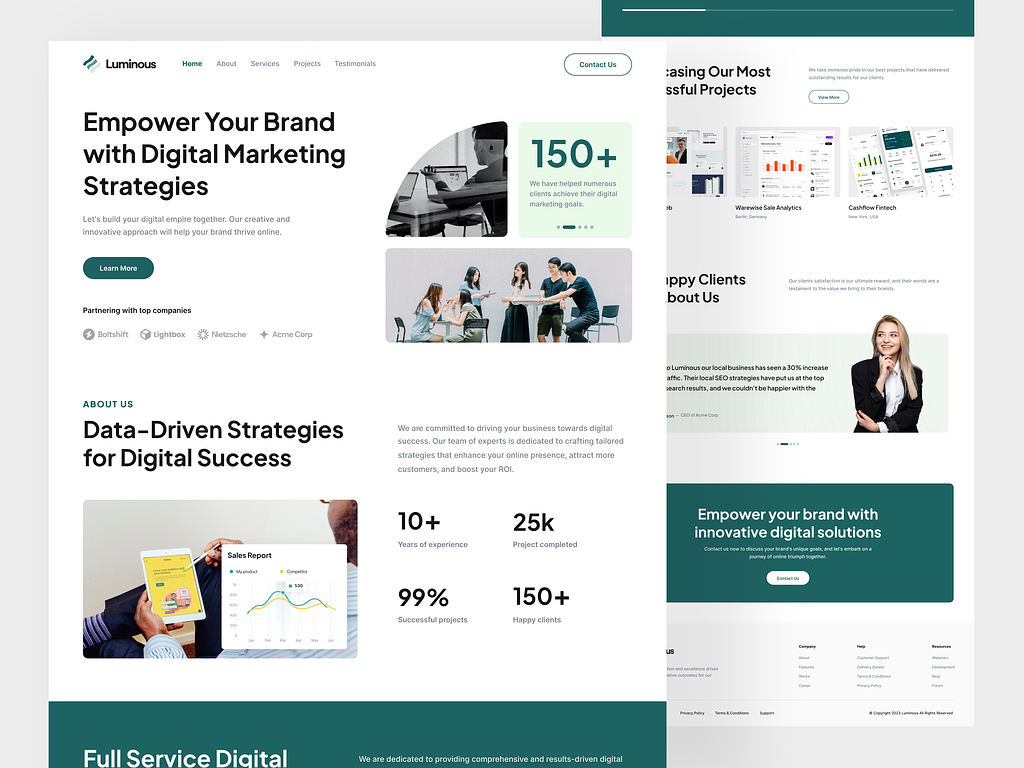 Luminous
Home About Services Projects Testimonials
Contact Us
Empower Your Brand
with Digital Marketing
Strategies
Let's build your digital empire together. Our creative and
innovative approach will help your brand thrive online.
Learn More
Partnering with top companies
Boltshift Lightbox Nietzsche Acme Corp
150+
We have helped numerous
clients achieve their digital
marketing goals.
ABOUT US
Data-Driven Strategies
for Digital Success
We are committed to driving your business towards digital
success. Our team of experts is dedicated to crafting tailored
strategies that enhance your online presence, attract more
customers, and boost your ROI.
10+
Years of experience
25k
Project completed
99%
Successful projects
150+
Happy clients
Sales Report
My product Competitor
530
1k
800
600
400
200
0
Jan Feb Mar Apr May Jun
Full Service Digital
We are dedicated to providing comprehensive and results-driven digital
casing Our Most
ssful Projects
We take immense pride in our best projects that have delivered
outstanding results for our clients.
View More
eb
Warewise Sale Analytics
Berlin, Germany
Cashflow Fintech
New York, USA
ppy Clients
bout Us
Our clients satisfaction is our ultimate reward, and their words are a
testament to the value we bring to their brands.
o Luminous our local business has seen a 30% increase
raffic. Their local SEO strategies have put us at the top
search results, and we couldn't be happier with the
son — CEO of Acme Corp
Empower your brand with
innovative digital solutions
Contact us now to discuss your brand's unique goals, and let's embark on a
journey of online triumph together.
Contact Us
us
tion and excellence drives
ative outcomes for our
Company
About
Features
Works
Career
Help
Customer Support
Delivery Details
Terms & Conditions
Privacy Policy
Resources
Webinars
Development
Blog
Forum
Privacy Policy Terms & Conditions Support
© Copyright 2023 Luminous All Rights Reserved